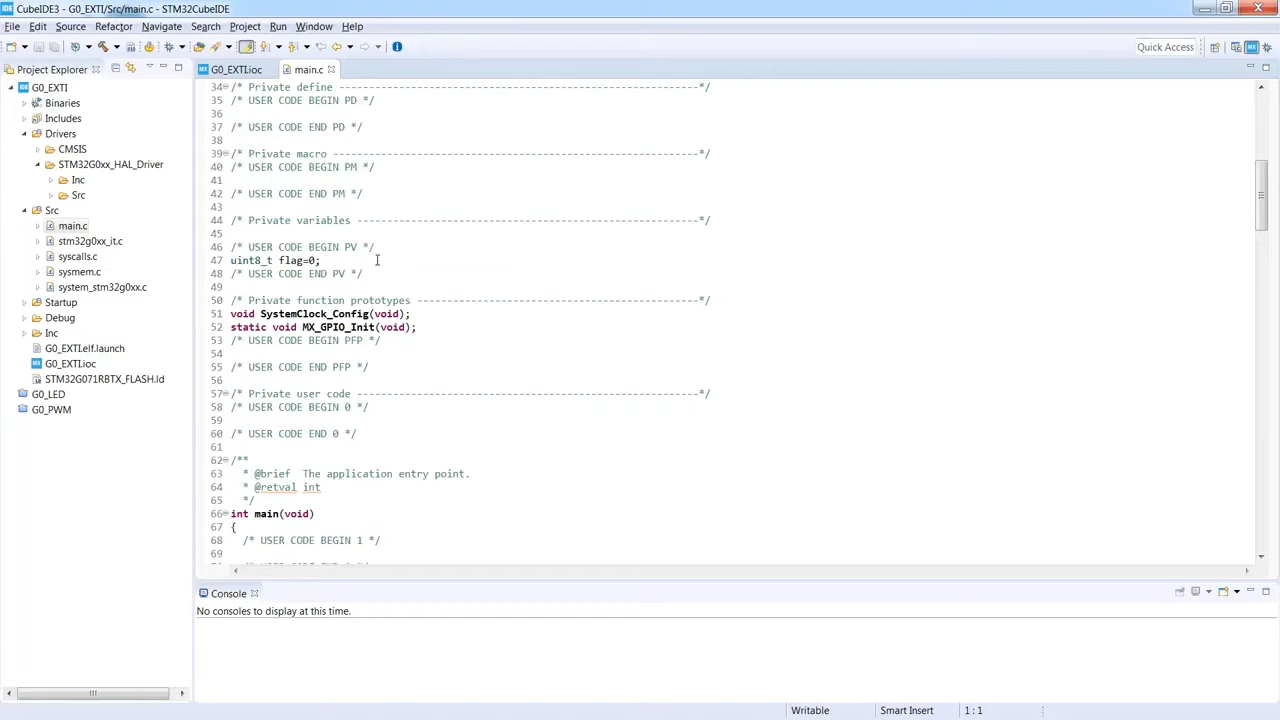 CubeIDE3 - G0_EXTI/Src/main.c - STM32CubeIDE
File Edit Source Refactor Navigate Search Project Run Window Help
Quick Access
Project Explorer
G0_EXTI
Binaries
Includes
Drivers
CMSIS
STM32G0xx_HAL_Driver
Inc
Src
Src
main.c
stm32g0xx_it.c
syscalls.c
sysmem.c
system_stm32g0xx.c
Startup
Debug
Inc
G0_EXTI.elf.launch
G0_EXTI.ioc
STM32G071RBTX_FLASH.ld
G0_LED
G0_PWM
G0_EXTI.ioc
main.c
34 /* Private define ------------------------------------------------------------*/
35 /* USER CODE BEGIN PD */
36
37 /* USER CODE END PD */
38
39 /* Private macro -------------------------------------------------------------*/
40 /* USER CODE BEGIN PM */
41
42 /* USER CODE END PM */
43
44 /* Private variables ---------------------------------------------------------*/
45
46 /* USER CODE BEGIN PV */
47 uint8_t flag=0;
48 /* USER CODE END PV */
49
50 /* Private function prototypes -----------------------------------------------*/
51 void SystemClock_Config(void);
52 static void MX_GPIO_Init(void);
53 /* USER CODE BEGIN PFP */
54
55 /* USER CODE END PFP */
56
57 /* Private user code ---------------------------------------------------------*/
58 /* USER CODE BEGIN 0 */
59
60 /* USER CODE END 0 */
61
62 /**
63 * @brief The application entry point.
64 * @retval int
65 */
66 int main(void)
67 {
68 /* USER CODE BEGIN 1 */
69
Console
No consoles to display at this time.
Writable
Smart Insert
1 : 1